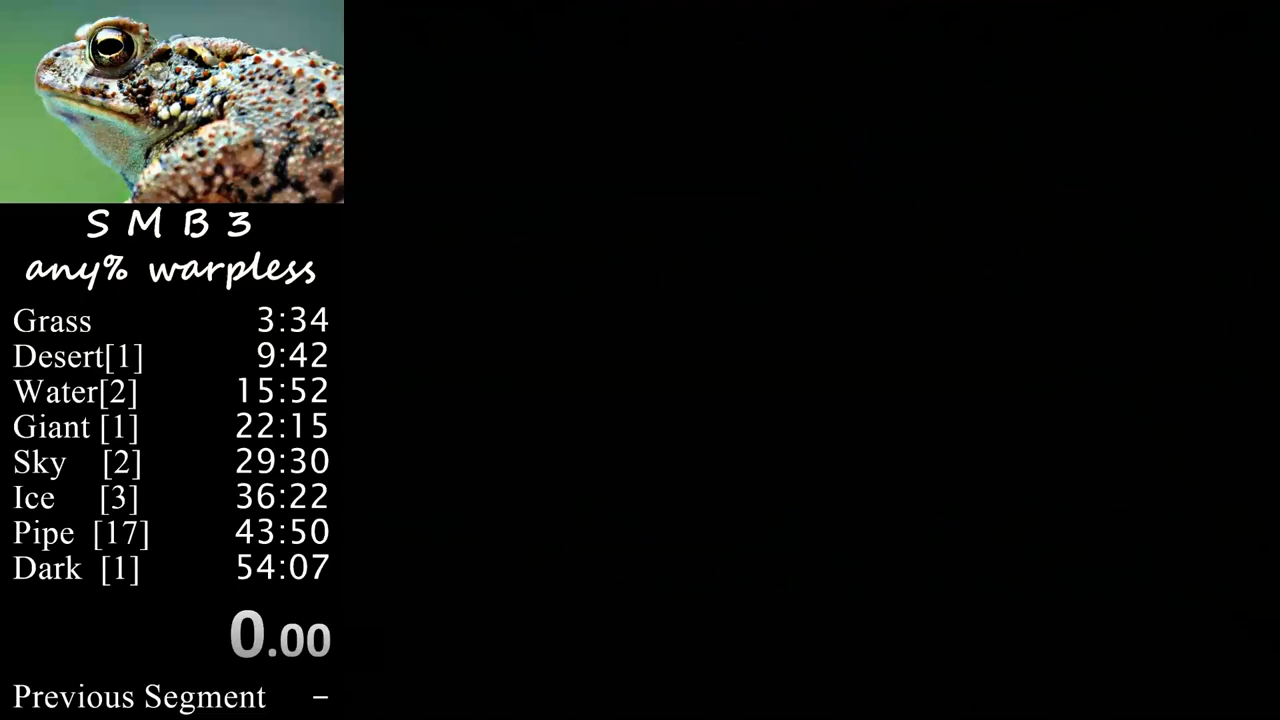 S M B 3
any% warpless
Grass 3:34
Desert[1] 9:42
Water[2] 15:52
Giant [1] 22:15
Sky [2] 29:30
Ice [3] 36:22
Pipe [17] 43:50
Dark [1] 54:07
0.00
Previous Segment –